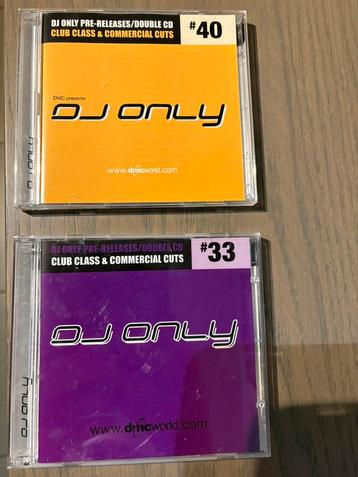 DJ ONLY PRE-RELEASES/DOUBLE CD
CLUB CLASS & COMMERCIAL CUTS
#40
DMC presents
DJ ONLY
www.dmcworld.com
DJ ONLY
DJ ONLY PRE-RELEASES/DOUBLE CD
CLUB CLASS & COMMERCIAL CUTS
#33
DJ ONLY
www.dmcworld.com
DJ ONLY